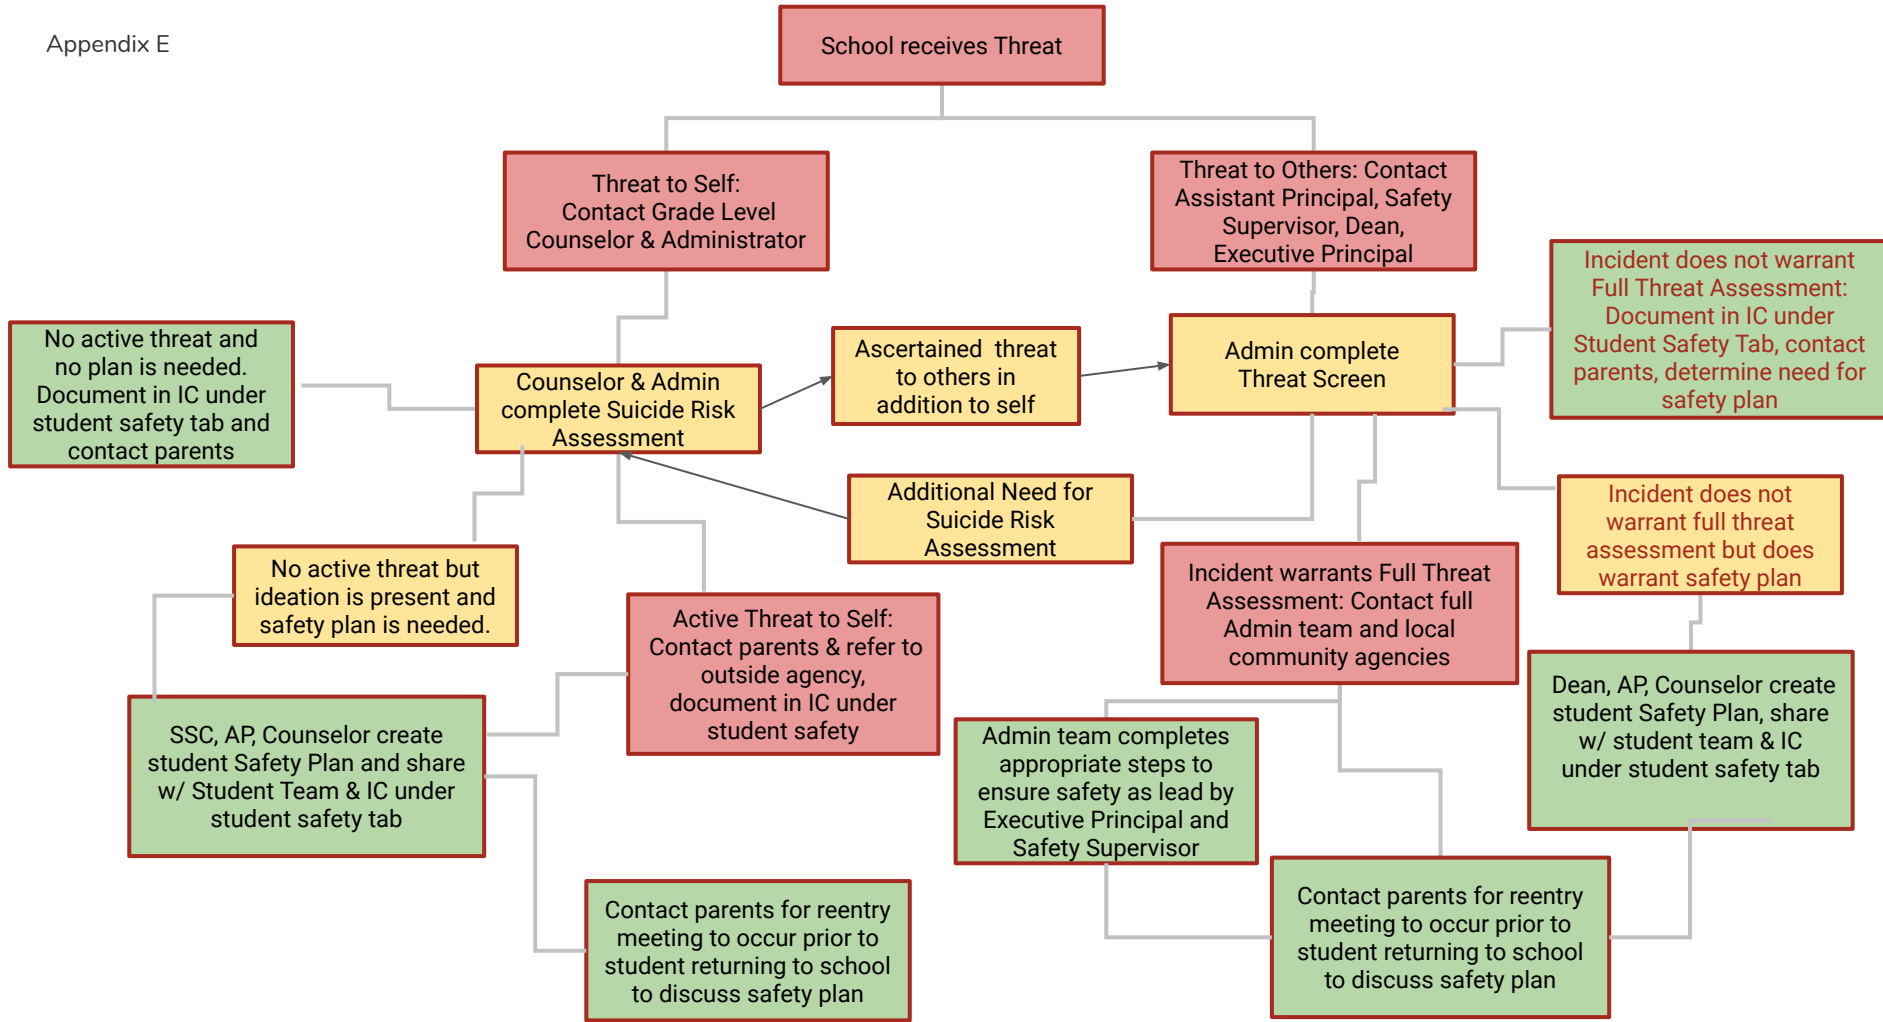 Appendix E
School receives Threat
Threat to Self:
Contact Grade Level
Counselor & Administrator
Threat to Others: Contact
Assistant Principal, Safety
Supervisor, Dean,
Executive Principal
Incident does not warrant
Full Threat Assessment:
Document in IC under
Student Safety Tab, contact
parents, determine need for
safety plan
No active threat and
no plan is needed.
Document in IC under
student safety tab and
contact parents
Counselor & Admin
complete Suicide Risk
Assessment
Ascertained threat
to others in
addition to self
Admin complete
Threat Screen
Additional Need for
Suicide Risk
Assessment
Incident does not
warrant full threat
assessment but does
warrant safety plan
No active threat but
ideation is present and
safety plan is needed.
Active Threat to Self:
Contact parents & refer to
outside agency,
document in IC under
student safety
Incident warrants Full Threat
Assessment: Contact full
Admin team and local
community agencies
Dean, AP, Counselor create
student Safety Plan, share
w/ student team & IC
under student safety tab
SSC, AP, Counselor create
student Safety Plan and share
w/ Student Team & IC under
student safety tab
Admin team completes
appropriate steps to
ensure safety as lead by
Executive Principal and
Safety Supervisor
Contact parents for reentry
meeting to occur prior to
student returning to school
to discuss safety plan
Contact parents for reentry
meeting to occur prior to
student returning to school
to discuss safety plan